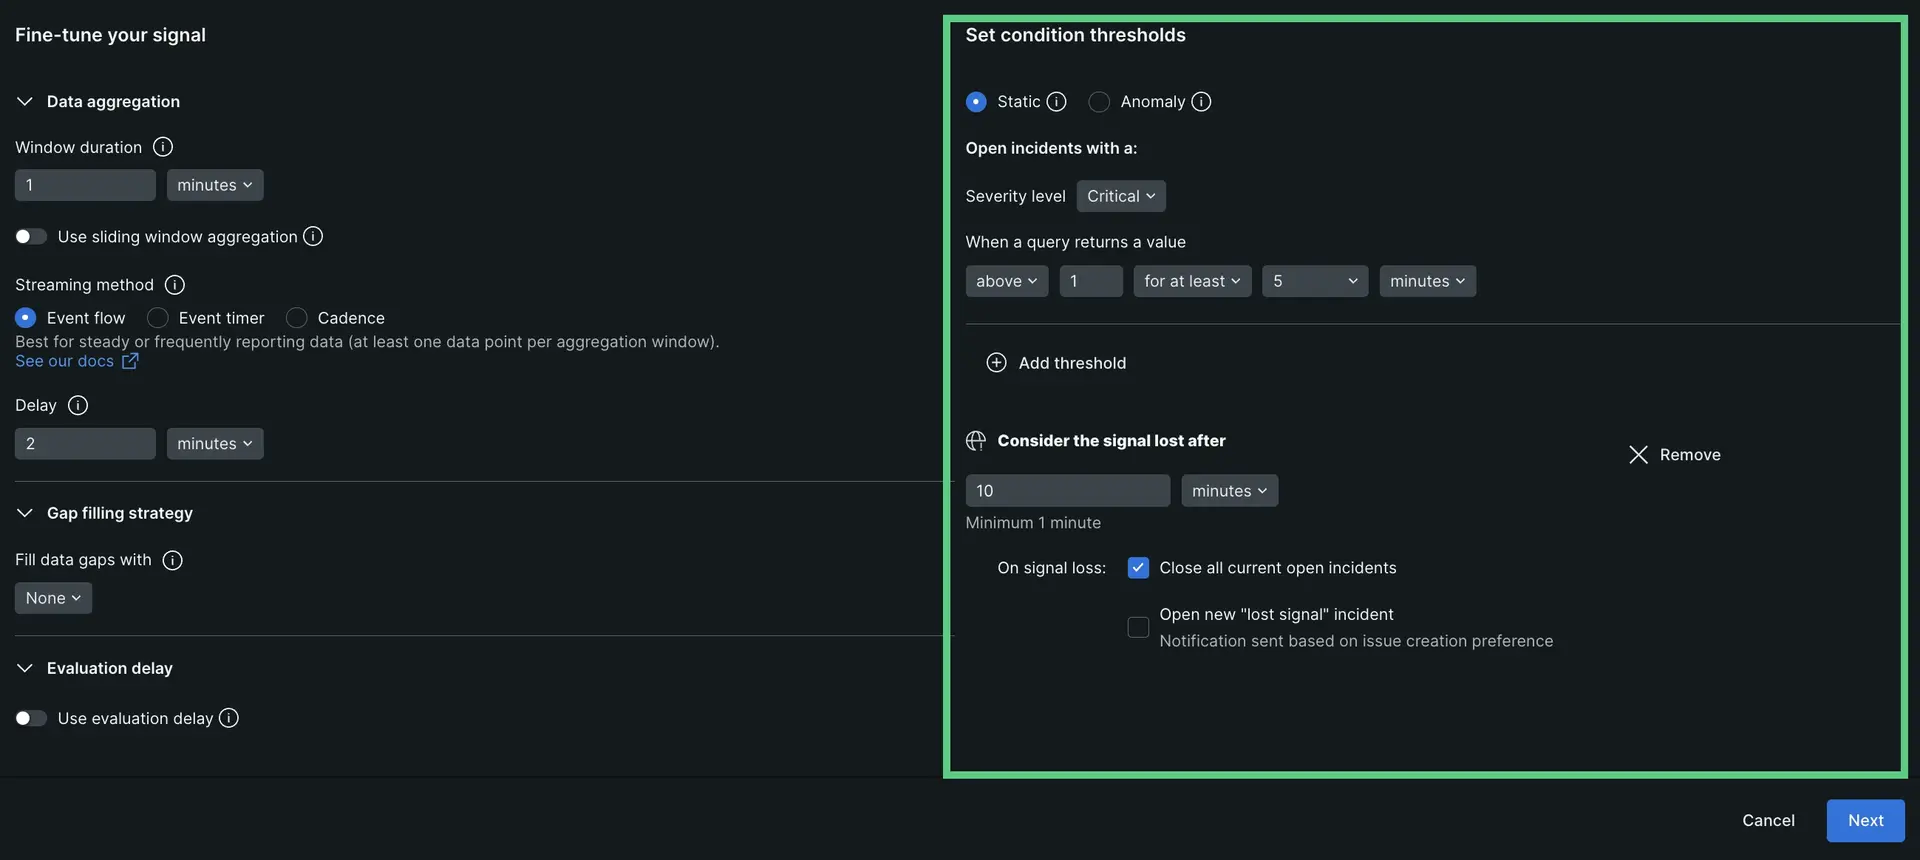 Fine-tune your signal
Data aggregation
Window duration
1 minutes
Use sliding window aggregation
Streaming method
Event flow Event timer Cadence
Best for steady or frequently reporting data (at least one data point per aggregation window).
See our docs
Delay
2 minutes
Gap filling strategy
Fill data gaps with
None
Evaluation delay
Use evaluation delay
Set condition thresholds
Static Anomaly
Open incidents with a:
Severity level Critical
When a query returns a value
above 1 for at least 5 minutes
Add threshold
Consider the signal lost after
Remove
10 minutes
Minimum 1 minute
On signal loss: Close all current open incidents
Open new "lost signal" incident
Notification sent based on issue creation preference
Cancel Next